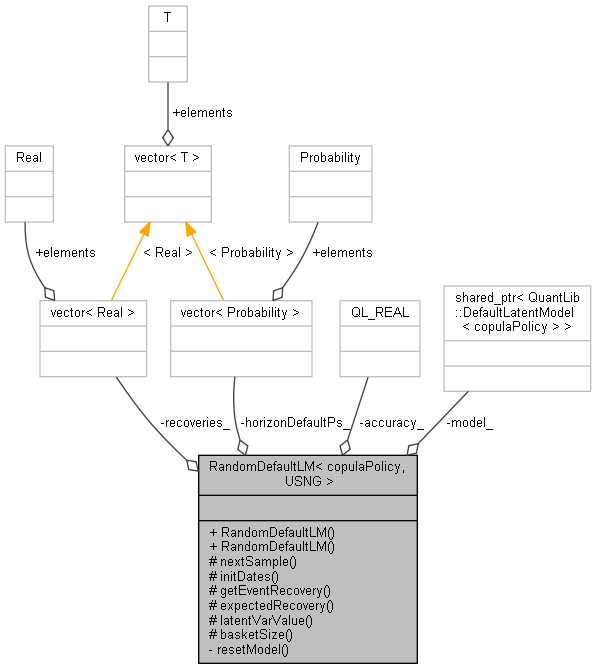 T
+elements
Real
vector< T >
Probability
+elements
< Real >
< Probability >
+elements
vector< Real >
vector< Probability >
QL_REAL
shared_ptr< QuantLib
::DefaultLatentModel
< copulaPolicy > >
-recoveries_
-horizonDefaultPs_
-accuracy_
-model_
RandomDefaultLM< copulaPolicy,
USNG >
+ RandomDefaultLM()
+ RandomDefaultLM()
# nextSample()
# initDates()
# getEventRecovery()
# expectedRecovery()
# latentVarValue()
# basketSize()
- resetModel()